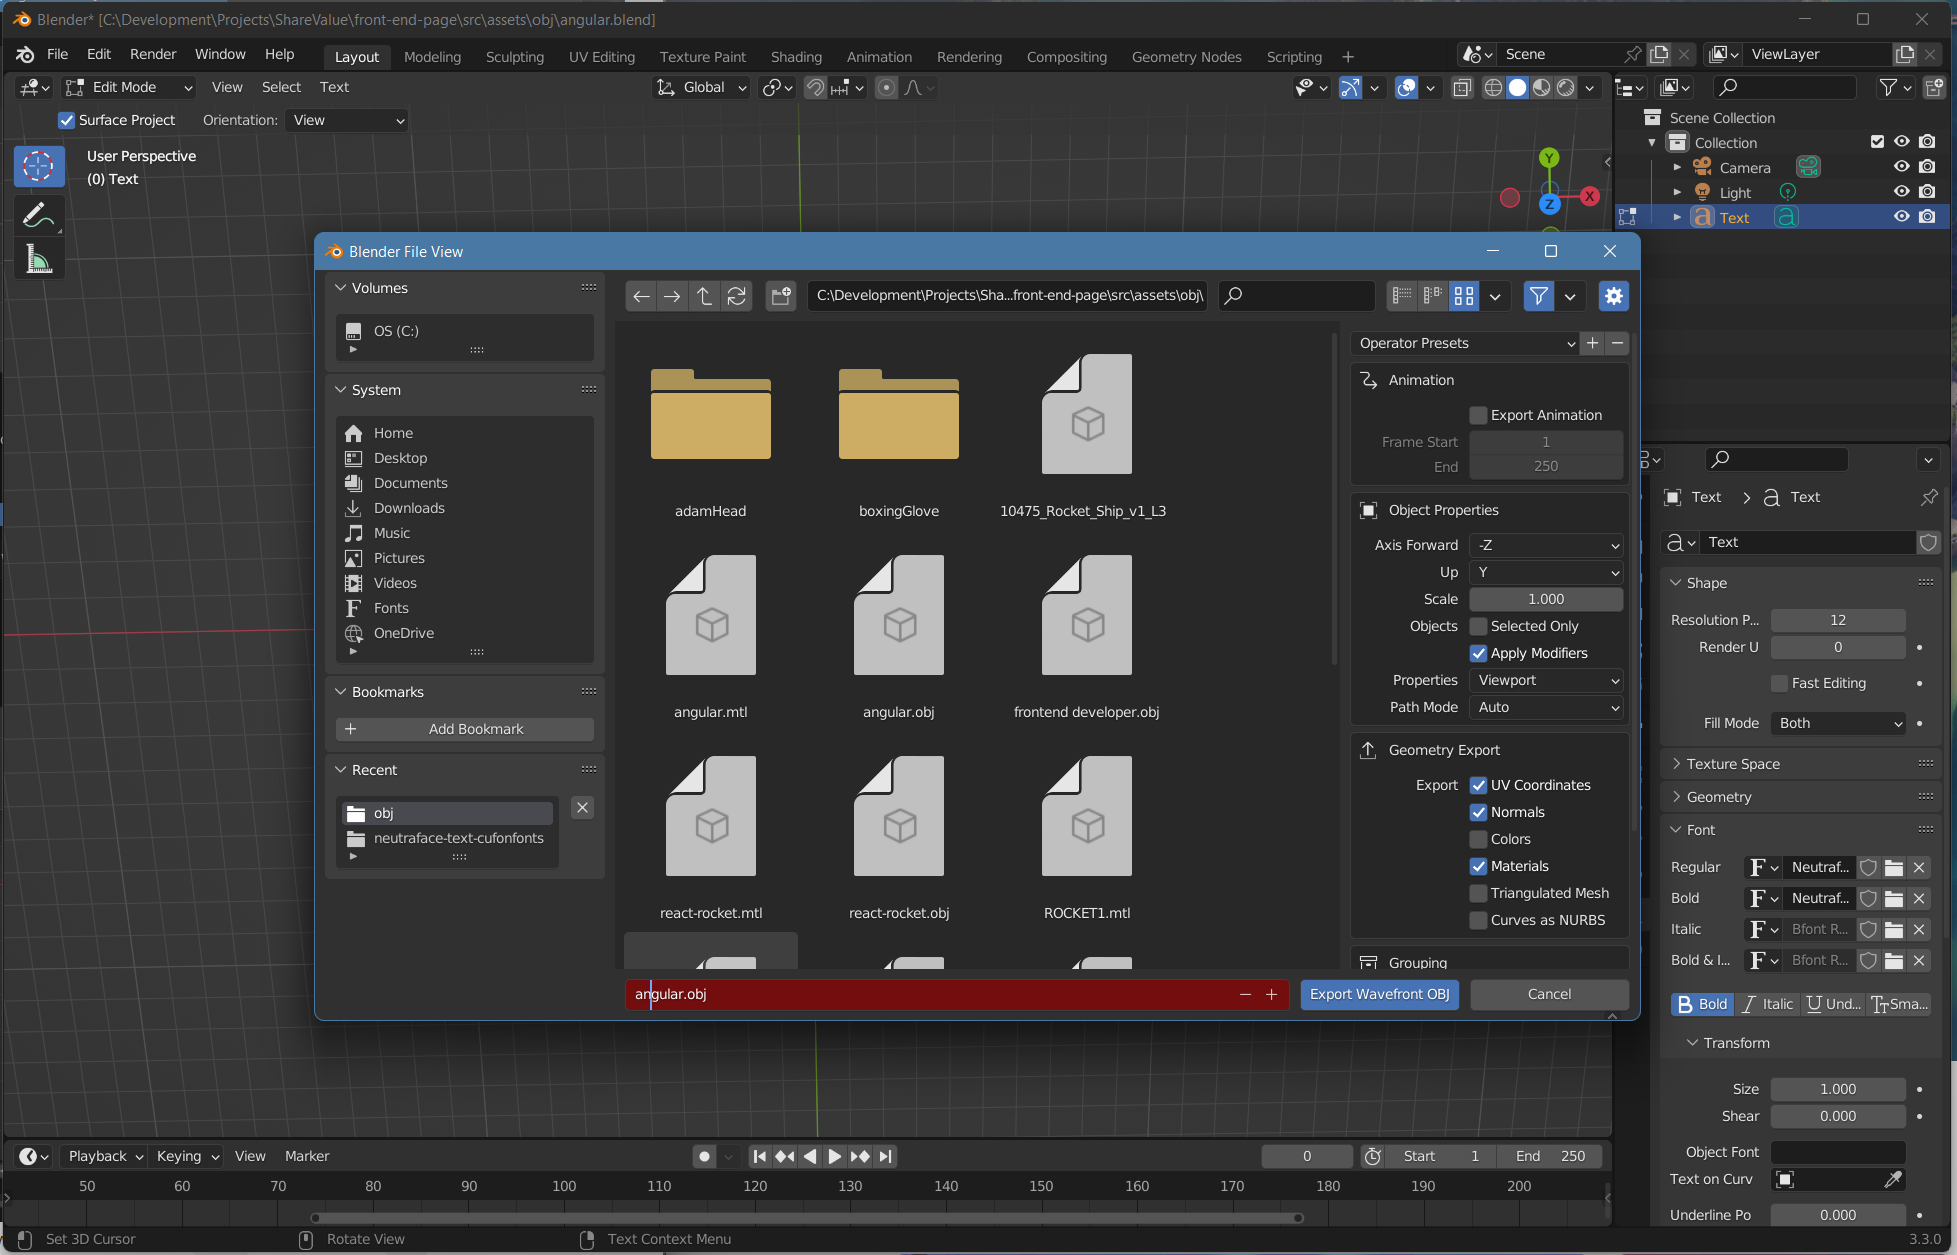 Blender* [C:\Development\Projects\ShareValue\front-end-page\src\assets\obj\angular.blend]
File Edit Render Window Help Layout Modeling Sculpting UV Editing Texture Paint Shading Animation Rendering Compositing Geometry Nodes Scripting + Scene ViewLayer
Edit Mode View Select Text Global
Surface Project Orientation: View
Scene Collection
Collection
Camera
Light
Text
User Perspective
(0) Text
Y
X
Z
Blender File View
Volumes
OS (C:)
System
Home
Desktop
Documents
Downloads
Music
Pictures
Videos
Fonts
OneDrive
Bookmarks
Add Bookmark
Recent
obj
neutraface-text-cufonfonts
C:\Development\Projects\Sha...front-end-page\src\assets\obj\
adamHead boxingGlove 10475_Rocket_Ship_v1_L3
angular.mtl angular.obj frontend developer.obj
react-rocket.mtl react-rocket.obj ROCKET1.mtl
Operator Presets
Animation
Export Animation
Frame Start 1
End 250
Object Properties
Axis Forward -Z
Up Y
Scale 1.000
Objects Selected Only
Apply Modifiers
Properties Viewport
Path Mode Auto
Geometry Export
Export UV Coordinates
Normals
Colors
Materials
Triangulated Mesh
Curves as NURBS
Grouping
angular.obj Export Wavefront OBJ Cancel
Text > Text
Text
Shape
Resolution P... 12
Render U 0
Fast Editing
Fill Mode Both
Texture Space
Geometry
Font
Regular Neutraf...
Bold Neutraf...
Italic Bfont R...
Bold & I... Bfont R...
Bold Italic Und... Sma...
Transform
Size 1.000
Shear 0.000
Object Font
Text on Curv
Underline Po 0.000
Playback Keying View Marker 0 Start 1 End 250
50 60 70 80 90 100 110 120 130 140 150 160 170 180 190 200
Set 3D Cursor Rotate View Text Context Menu 3.3.0